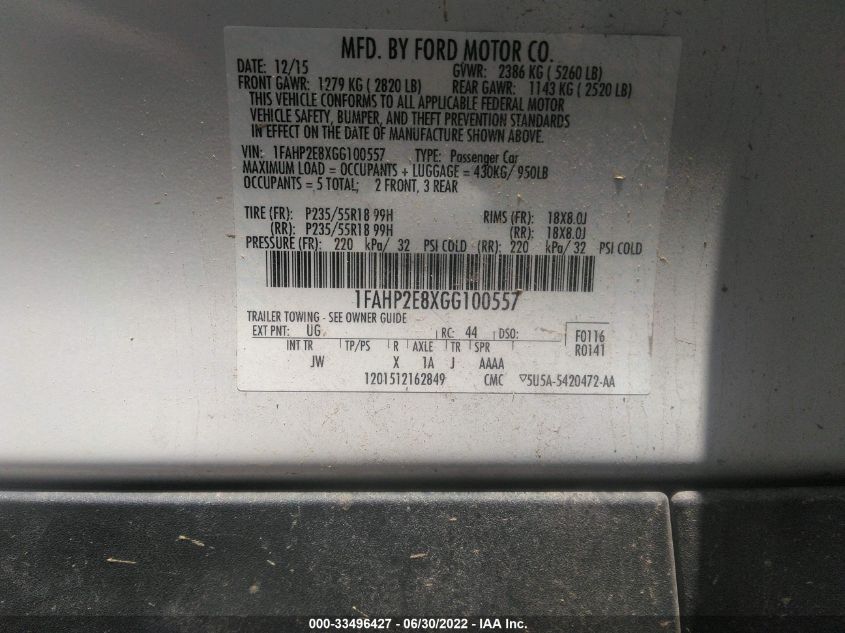 MFD. BY FORD MOTOR CO.
DATE: 12/15 GVWR: 2386 KG ( 5260 LB)
FRONT GAWR: 1279 KG ( 2820 LB) REAR GAWR: 1143 KG ( 2520 LB)
THIS VEHICLE CONFORMS TO ALL APPLICABLE FEDERAL MOTOR
VEHICLE SAFETY, BUMPER, AND THEFT PREVENTION STANDARDS
IN EFFECT ON THE DATE OF MANUFACTURE SHOWN ABOVE.
VIN: 1FAHP2E8XGG100557 TYPE: Passenger Car
MAXIMUM LOAD = OCCUPANTS + LUGGAGE = 430KG/ 950LB
OCCUPANTS = 5 TOTAL; 2 FRONT, 3 REAR
TIRE (FR): P235/55R18 99H RIMS (FR): 18X8.0J
(RR): P235/55R18 99H (RR): 18X8.0J
PRESSURE (FR): 220 kPa/ 32 PSI COLD (RR): 220 kPa/ 32 PSI COLD
1FAHP2E8XGG100557
TRAILER TOWING - SEE OWNER GUIDE
EXT PNT: UG RC: 44 DSO: F0116
INT TR TP/PS R AXLE TR SPR R0141
JW X 1A J AAAA
1201512162849 CMC ▽5U5A-5420472-AA
000-33496427 - 06/30/2022 - IAA Inc.